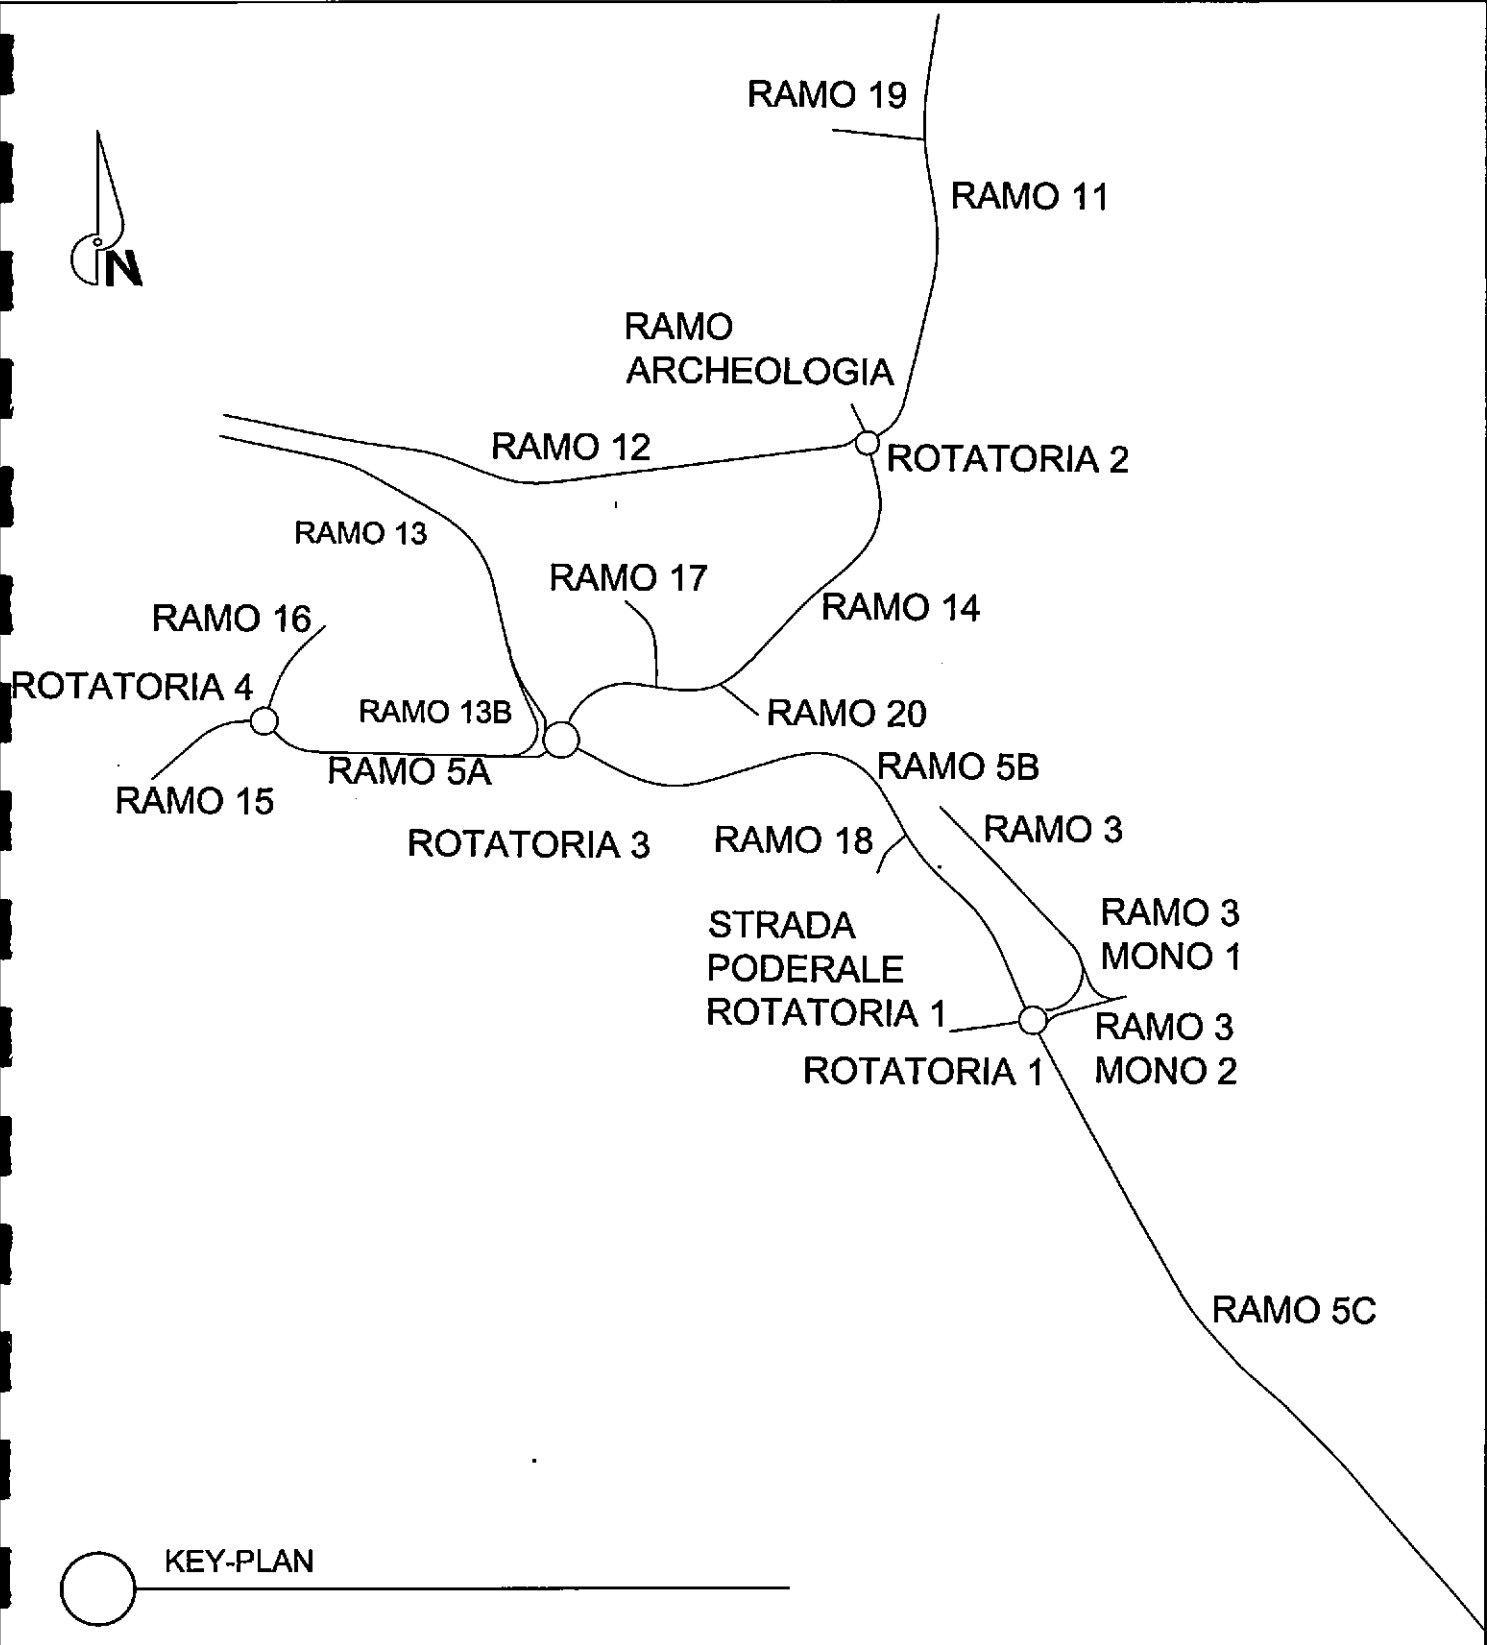 RAMO 19
RAMO 11
N
RAMO
ARCHEOLOGIA
RAMO 12
ROTATORIA 2
RAMO 13
RAMO 17
RAMO 14
RAMO 16
ROTATORIA 4
RAMO 13B
RAMO 20
RAMO 5A
RAMO 5B
RAMO 15
RAMO 3
ROTATORIA 3
RAMO 18
STRADA
PODERALE
ROTATORIA 1
RAMO 3
MONO 1
RAMO 3
MONO 2
ROTATORIA 1
RAMO 5C
KEY-PLAN